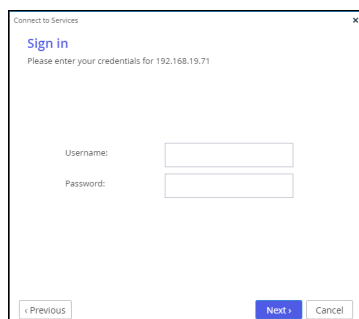 Connect to Services
Sign in
Please enter your credentials for 192.168.19.71
Username:
Password:
‹ Previous
Next ›
Cancel